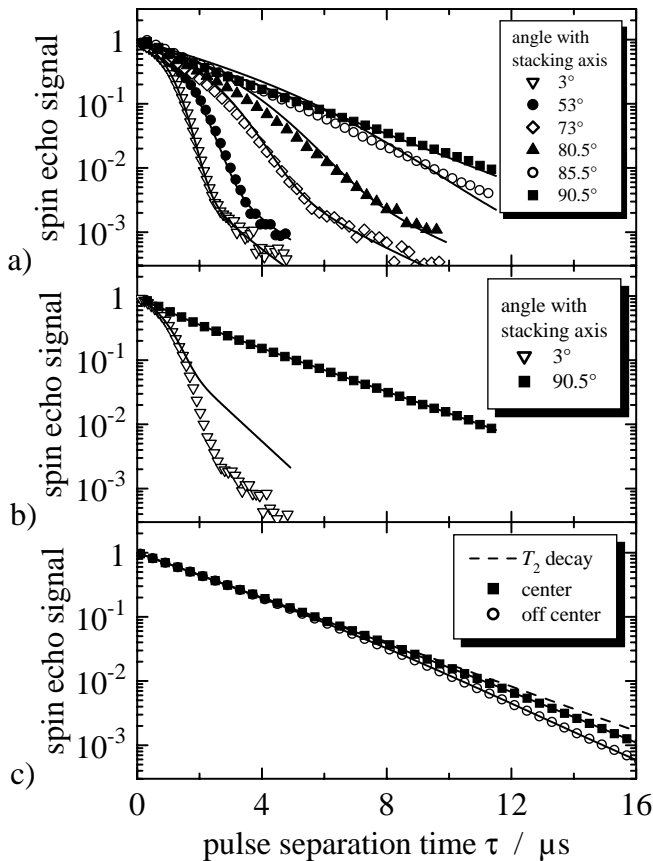 spin echo signal
1
10⁻¹
10⁻²
10⁻³
a)
angle with
stacking axis
3°
53°
73°
80.5°
85.5°
90.5°
spin echo signal
1
10⁻¹
10⁻²
10⁻³
b)
angle with
stacking axis
3°
90.5°
spin echo signal
1
10⁻¹
10⁻²
10⁻³
c)
T₂ decay
center
off center
0 4 8 12 16
pulse separation time τ / μs